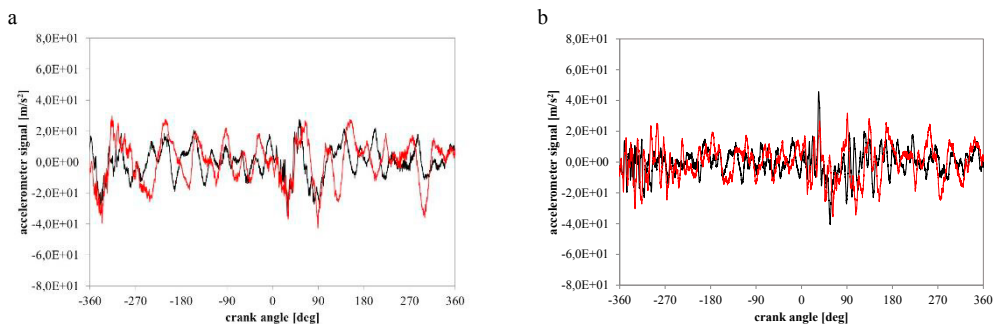 a
8,0E+01
6,0E+01
4,0E+01
2,0E+01
0,0E+00
-2,0E+01
-4,0E+01
-6,0E+01
-8,0E+01
accelerometer signal [m/s²]
-360 -270 -180 -90 0 90 180 270 360
crank angle [deg]
b
8,0E+01
6,0E+01
4,0E+01
2,0E+01
0,0E+00
-2,0E+01
-4,0E+01
-6,0E+01
-8,0E+01
accelerometer signal [m/s²]
-360 -270 -180 -90 0 90 180 270 360
crank angle [deg]